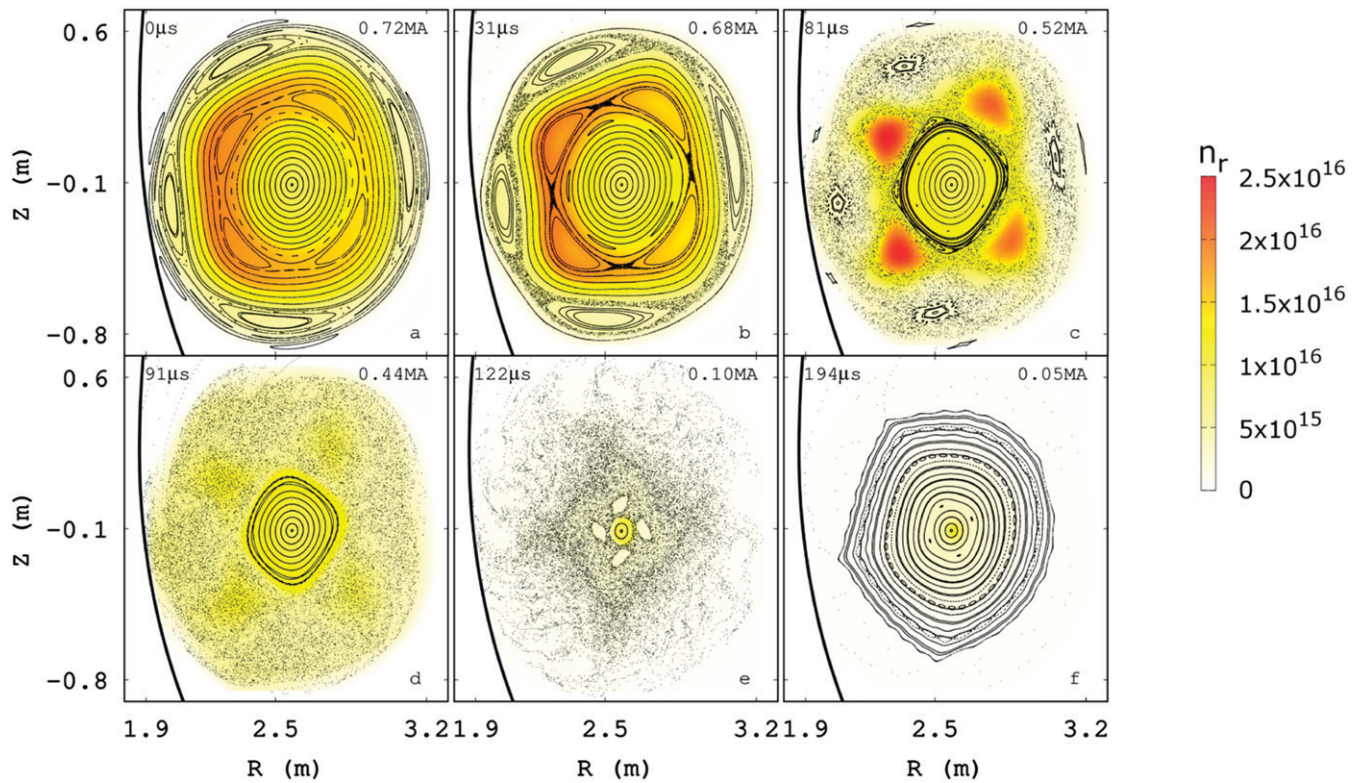 0μs 0.72MA 31μs 0.68MA 81μs 0.52MA
n_r
0.6
2.5x10^16
Z (m)
-0.1
2x10^16
1.5x10^16
-0.8
a b c
1x10^16
91μs 0.44MA 122μs 0.10MA 194μs 0.05MA
0.6
5x10^15
0
Z (m)
-0.1
-0.8
d e f
1.9 2.5 3.2 1.9 2.5 3.2 1.9 2.5 3.2
R (m) R (m) R (m)